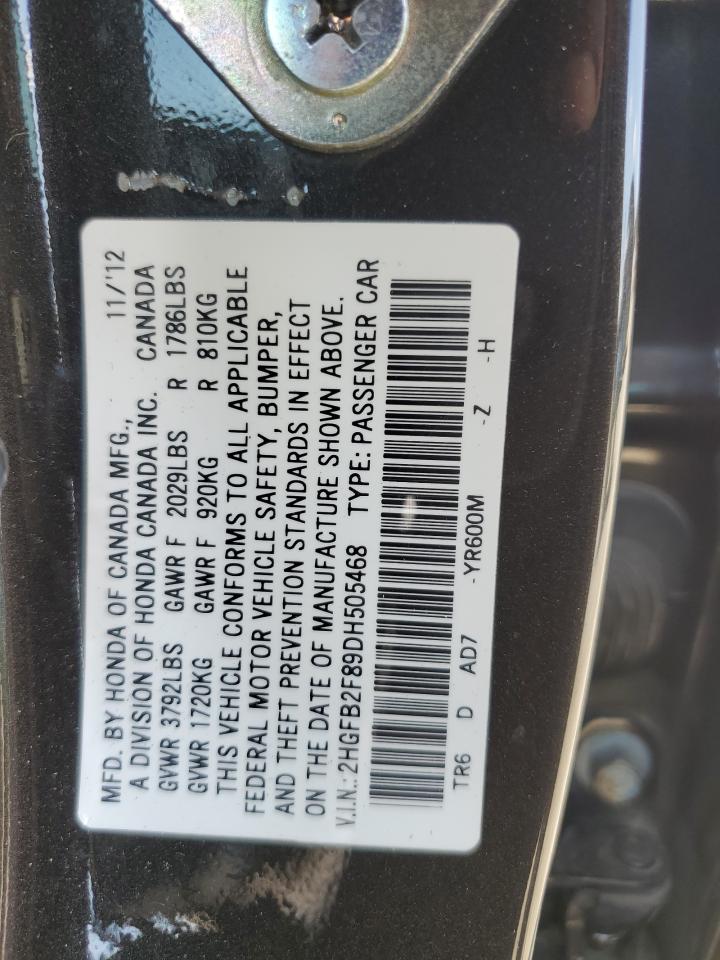 MFD. BY HONDA OF CANADA MFG., 11/'12
A DIVISION OF HONDA CANADA INC. CANADA
GVWR 3792LBS GAWR F 2029LBS R 1786LBS
GVWR 1720KG GAWR F 920KG R 810KG
THIS VEHICLE CONFORMS TO ALL APPLICABLE
FEDERAL MOTOR VEHICLE SAFETY, BUMPER,
AND THEFT PREVENTION STANDARDS IN EFFECT
ON THE DATE OF MANUFACTURE SHOWN ABOVE.
V.I.N.: 2HGFB2F89DH505468 TYPE: PASSENGER CAR
TR6 D AD7 -YR600M -Z -H